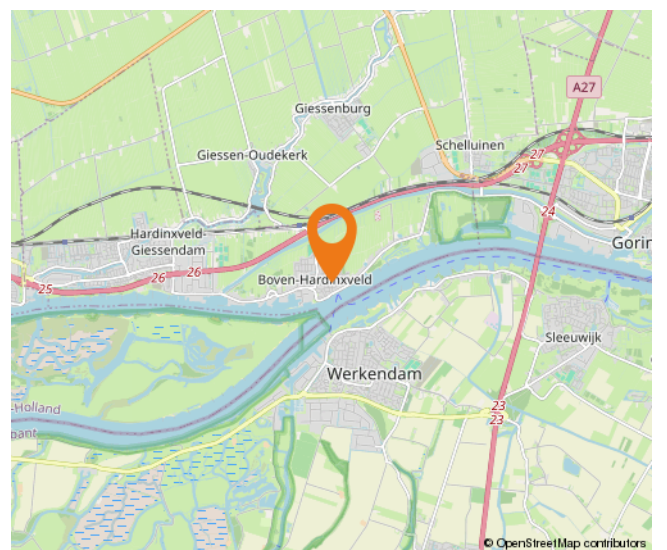 A27
Giessenburg
Schelluinen
27
27
Giessen-Oudekerk
24
Hardinxveld-
Giessendam
Gorin
26
26
25
Boven-Hardinxveld
Sleeuwijk
Werkendam
-Holland
bant
23
23
© OpenStreetMap contributors